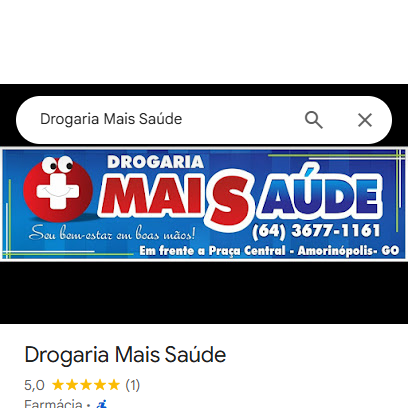 Drogaria Mais Saúde
DROGARIA
MAIS SAÚDE
Seu bem-estar em boas mãos!
(64) 3677-1161
Em frente a Praça Central - Amorinópolis- GO
Drogaria Mais Saúde
5,0 ★★★★★ (1)
Farmácia ·